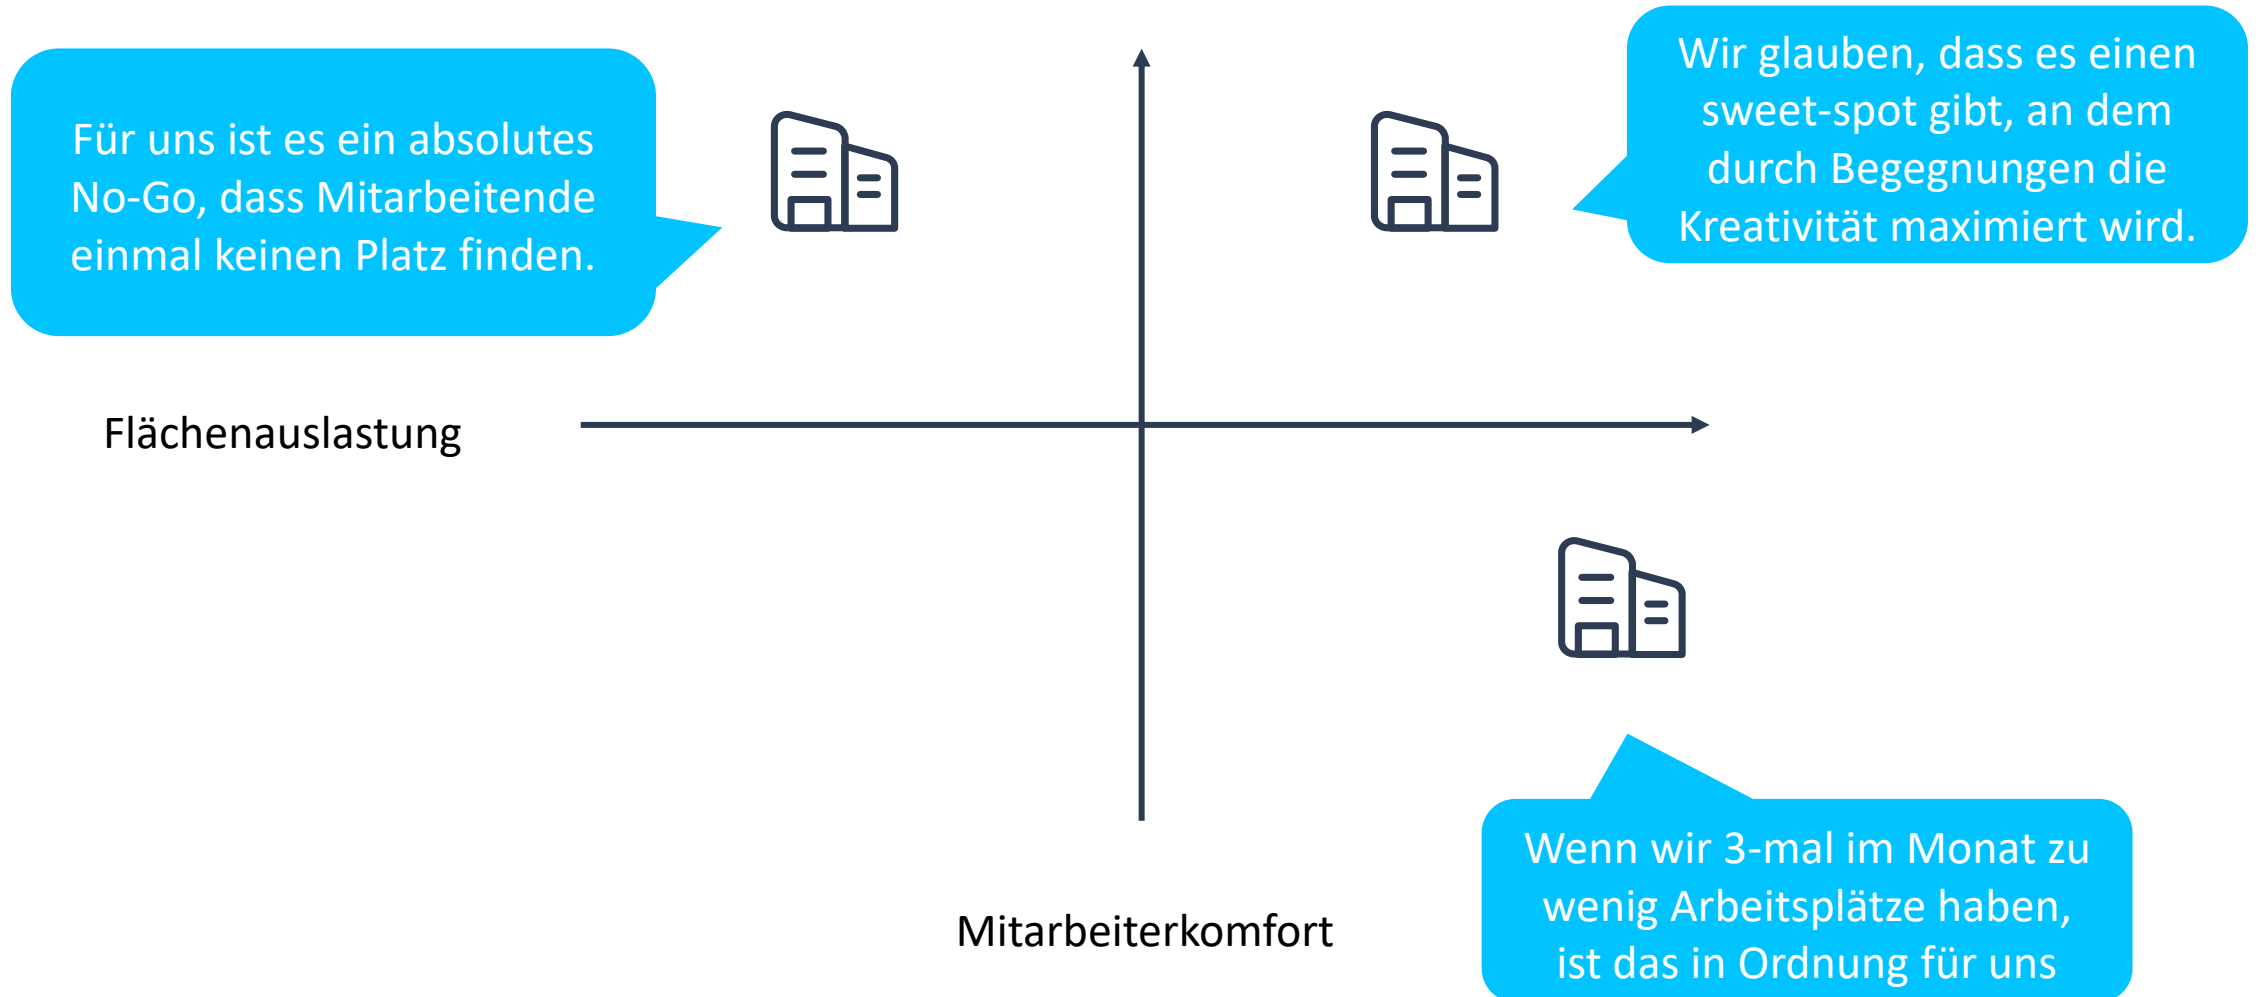 Für uns ist es ein absolutes
No-Go, dass Mitarbeitende
einmal keinen Platz finden.
Wir glauben, dass es einen
sweet-spot gibt, an dem
durch Begegnungen die
Kreativität maximiert wird.
Flächenauslastung
Mitarbeiterkomfort
Wenn wir 3-mal im Monat zu
wenig Arbeitsplätze haben,
ist das in Ordnung für uns